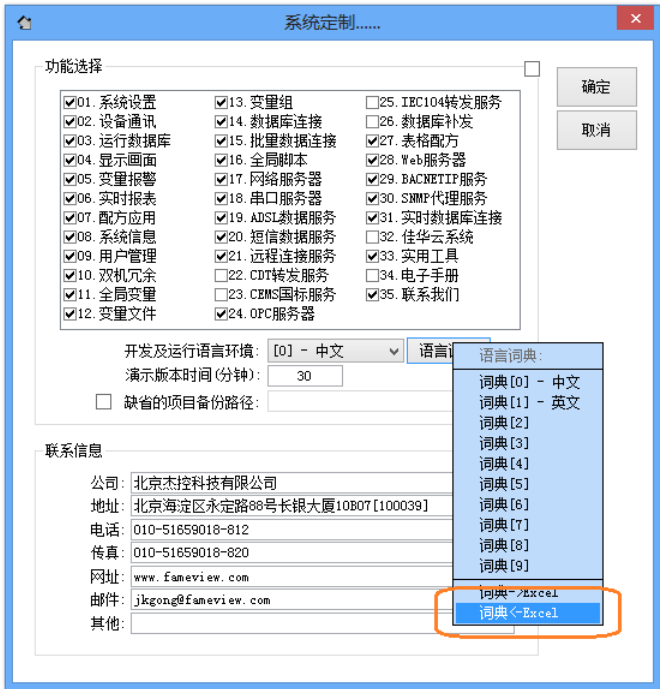 系统定制......
功能选择
确定
取消
01. 系统设置
02. 设备通讯
03. 运行数据库
04. 显示画面
05. 变量报警
06. 实时报表
07. 配方应用
08. 系统信息
09. 用户管理
10. 双机冗余
11. 全局变量
12. 变量文件
13. 变量组
14. 数据库连接
15. 批量数据连接
16. 全局脚本
17. 网络服务器
18. 串口服务器
19. ADSL数据服务
20. 短信数据服务
21. 远程连接服务
22. CDT转发服务
23. CEMS国标服务
24. OPC服务器
25. IEC104转发服务
26. 数据库补发
27. 表格配方
28. Web服务器
29. BACNETIP服务
30. SNMP代理服务
31. 实时数据库连接
32. 佳华云系统
33. 实用工具
34. 电子手册
35. 联系我们
开发及运行语言环境: [0] - 中文 语言
演示版本时间(分钟): 30
缺省的项目备份路径:
语言词典:
词典[0] - 中文
词典[1] - 英文
词典[2]
词典[3]
词典[4]
词典[5]
词典[6]
词典[7]
词典[8]
词典[9]
词典->Excel
词典<-Excel
联系信息
公司: 北京杰控科技有限公司
地址: 北京海淀区永定路88号长银大厦10B07[100039]
电话: 010-51659018-812
传真: 010-51659018-820
网址: www.fameview.com
邮件: jkgong@fameview.com
其他: